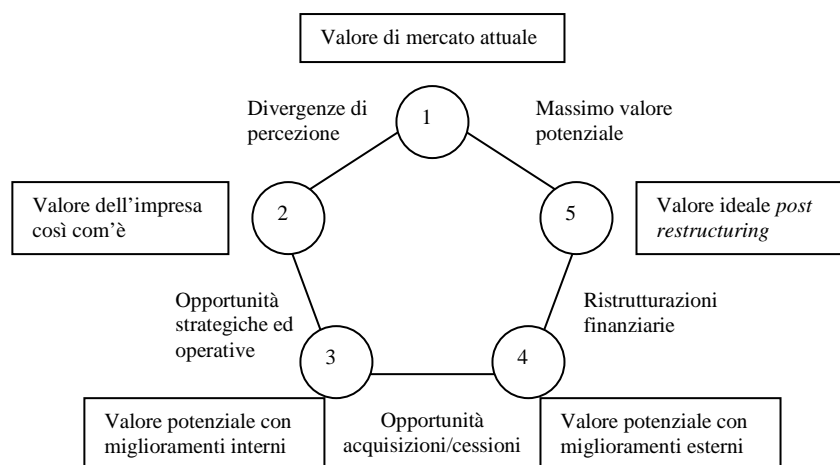 Valore di mercato attuale
Divergenze di
percezione
1
Massimo valore
potenziale
Valore dell’impresa
così com’è
2
5
Valore ideale post
restructuring
Opportunità
strategiche ed
operative
Ristrutturazioni
finanziarie
3
4
Valore potenziale con
miglioramenti interni
Opportunità
acquisizioni/cessioni
Valore potenziale con
miglioramenti esterni